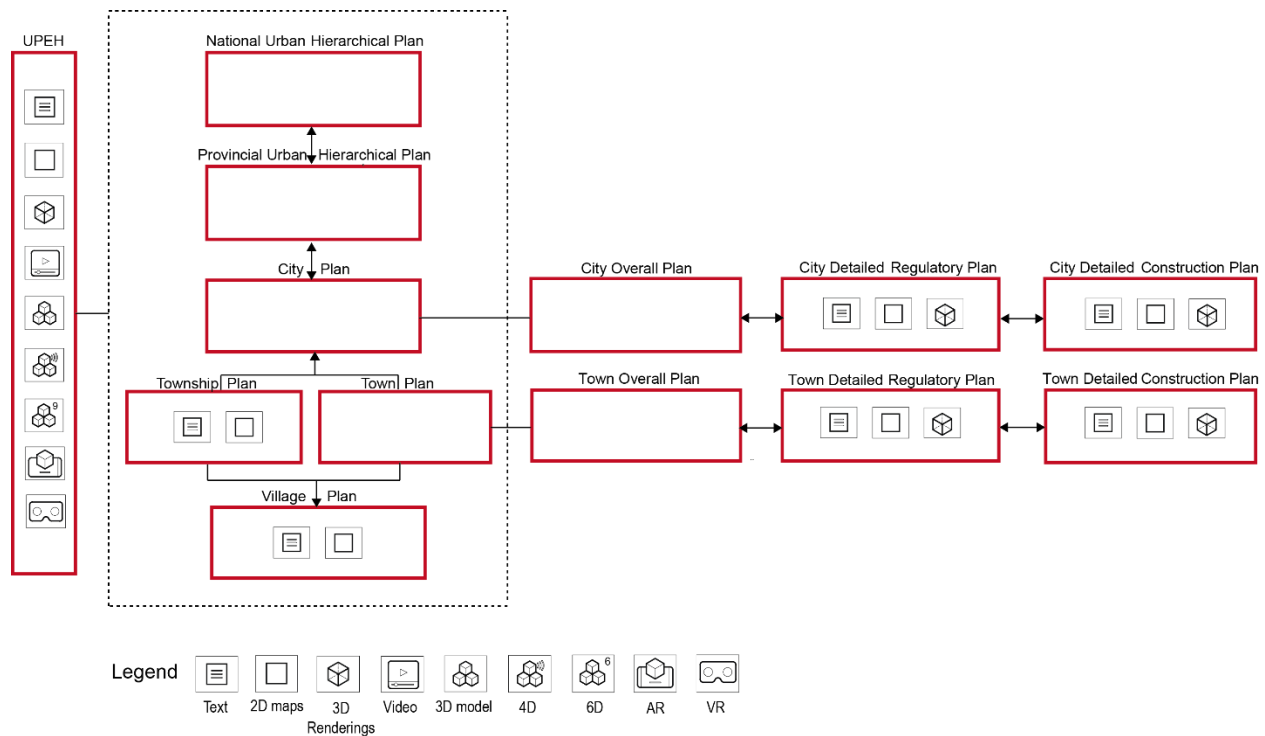 UPEH
National Urban Hierarchical Plan
Provincial Urban Hierarchical Plan
City Plan
City Overall Plan
City Detailed Regulatory Plan
City Detailed Construction Plan
Township Plan
Town Plan
Town Overall Plan
Town Detailed Regulatory Plan
Town Detailed Construction Plan
9
Village Plan
Legend
6
Text
2D maps
3D
Renderings
Video
3D model
4D
6D
AR
VR